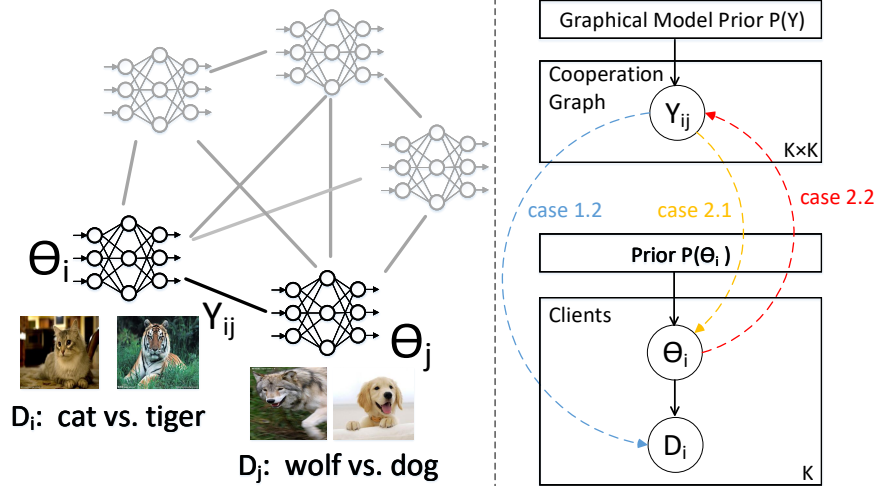 ϴi
Yij
ϴj
Di: cat vs. tiger
Dj: wolf vs. dog
Graphical Model Prior P(Y)
Cooperation
Graph
Yij
K×K
case 1.2
case 2.1
case 2.2
Prior P(ϴi)
Clients
ϴi
Di
K